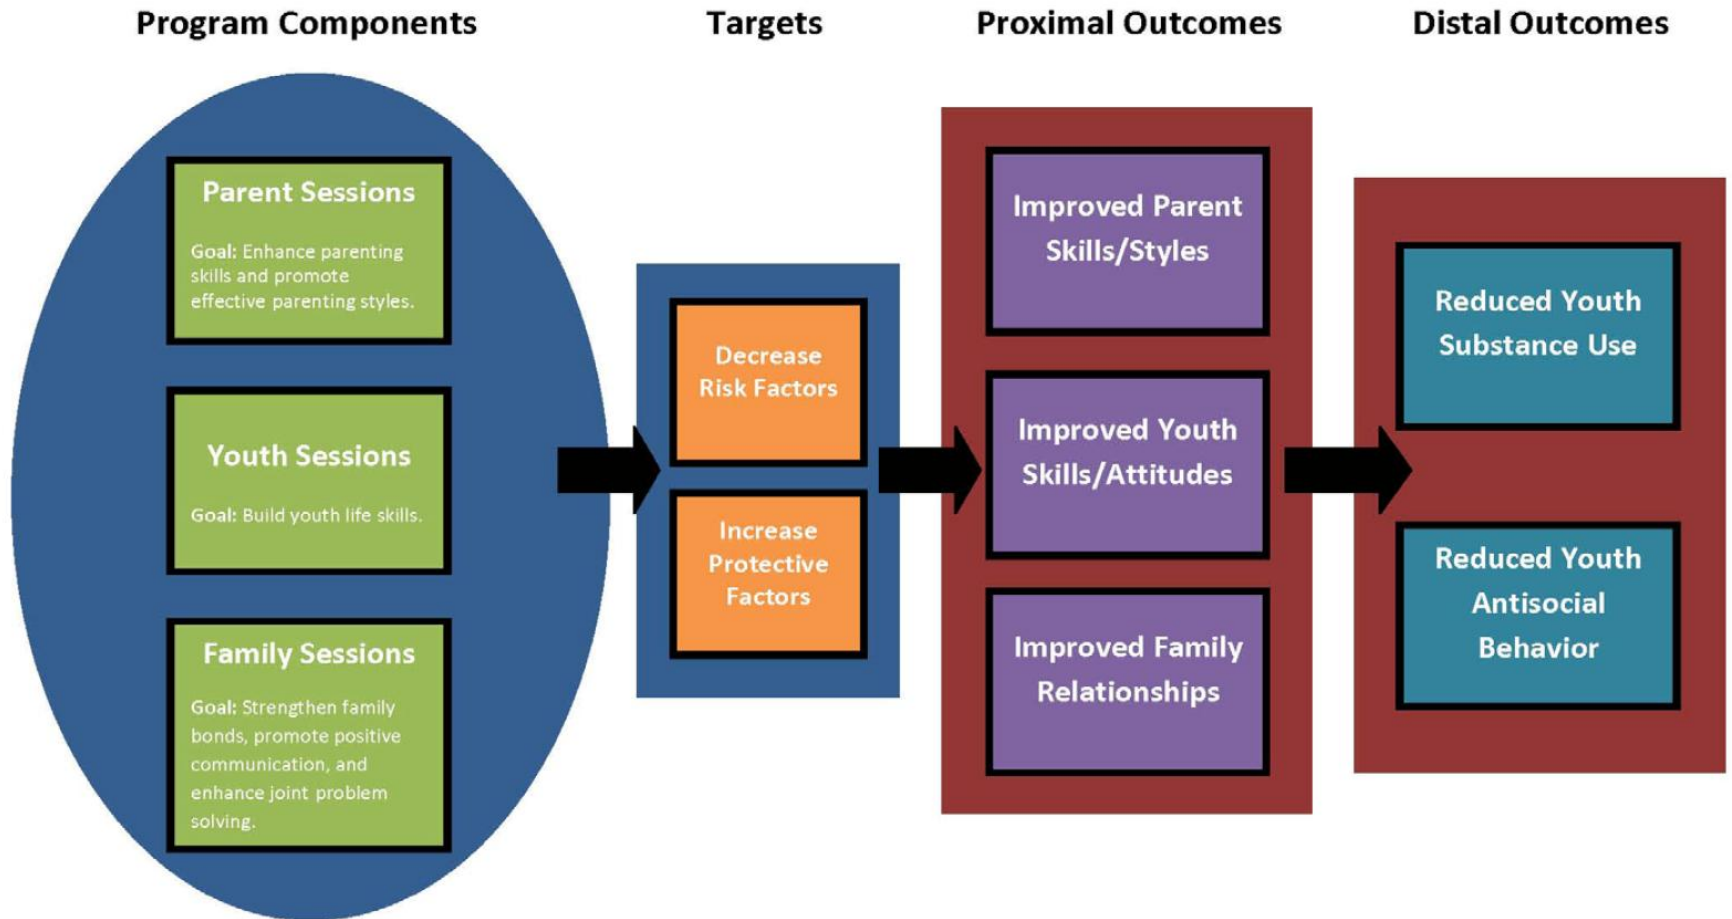 Program Components
Targets
Proximal Outcomes
Distal Outcomes
Parent Sessions
Goal: Enhance parenting
skills and promote
effective parenting styles.
Youth Sessions
Goal: Build youth life skills.
Family Sessions
Goal: Strengthen family
bonds, promote positive
communication, and
enhance joint problem
solving.
Decrease
Risk Factors
Increase
Protective
Factors
Improved Parent
Skills/Styles
Improved Youth
Skills/Attitudes
Improved Family
Relationships
Reduced Youth
Substance Use
Reduced Youth
Antisocial
Behavior